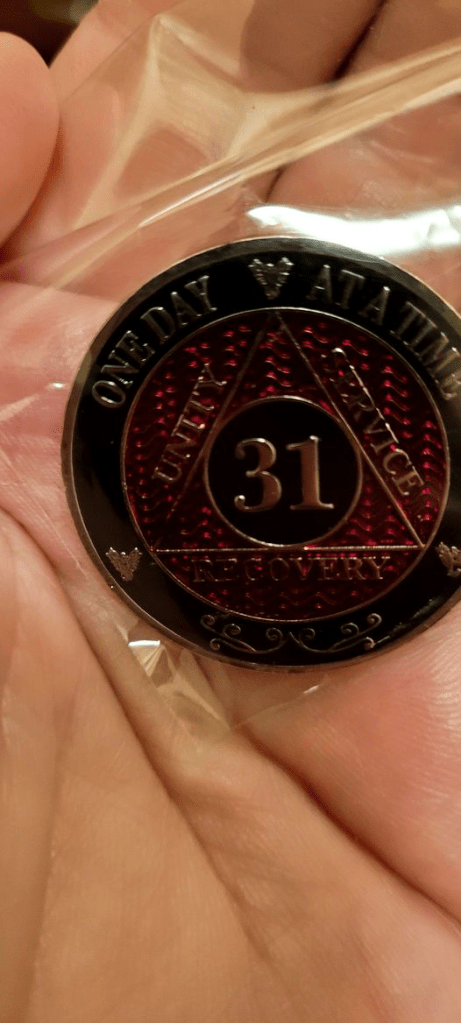 ONE DAY AT A TIME
UNITY
SERVICE
31
RECOVERY